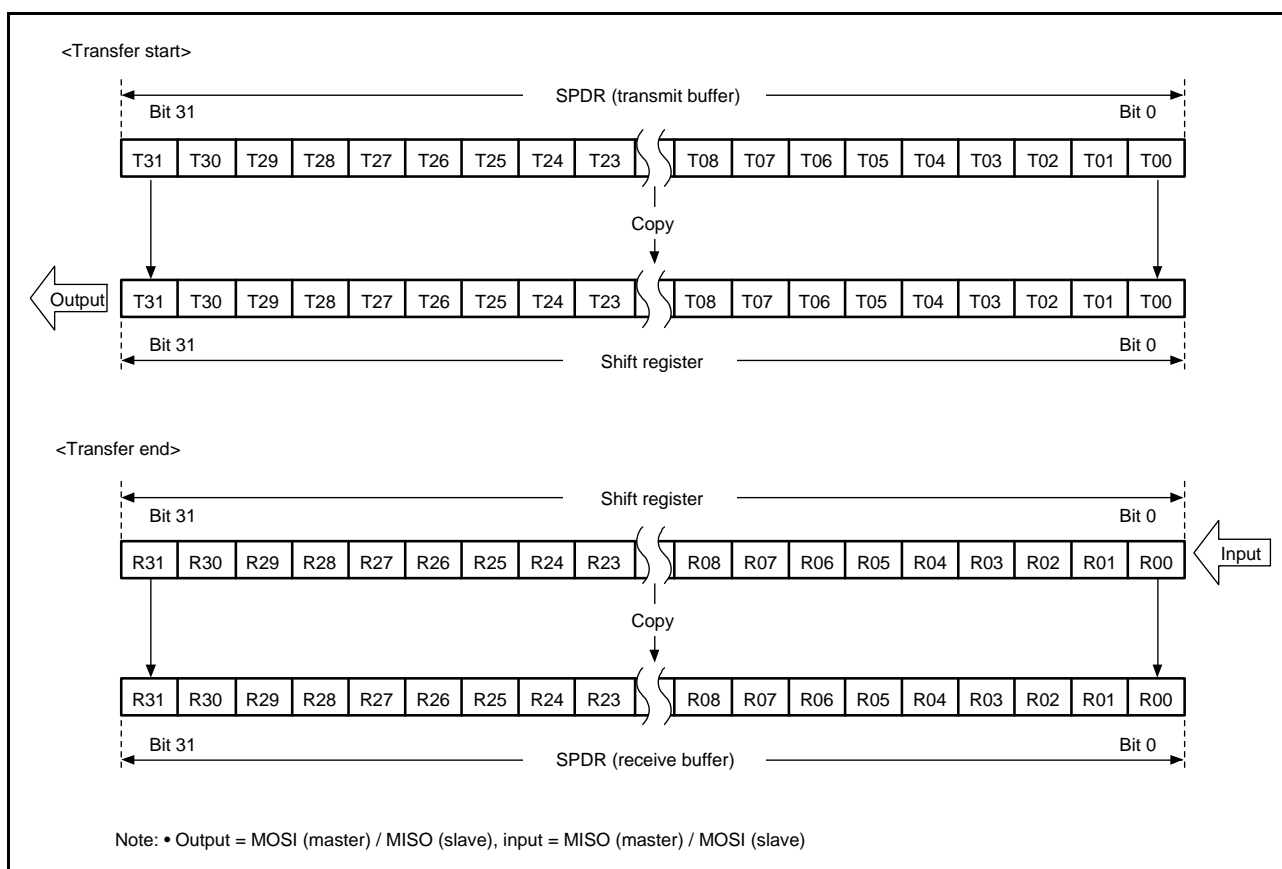 <Transfer start>
SPDR (transmit buffer)
Bit 31 Bit 0
T31 T30 T29 T28 T27 T26 T25 T24 T23 T08 T07 T06 T05 T04 T03 T02 T01 T00
Copy
Output T31 T30 T29 T28 T27 T26 T25 T24 T23 T08 T07 T06 T05 T04 T03 T02 T01 T00
Bit 31 Bit 0
Shift register
<Transfer end>
Shift register
Bit 31 Bit 0
R31 R30 R29 R28 R27 R26 R25 R24 R23 R08 R07 R06 R05 R04 R03 R02 R01 R00 Input
Copy
R31 R30 R29 R28 R27 R26 R25 R24 R23 R08 R07 R06 R05 R04 R03 R02 R01 R00
Bit 31 Bit 0
SPDR (receive buffer)
Note: • Output = MOSI (master) / MISO (slave), input = MISO (master) / MOSI (slave)